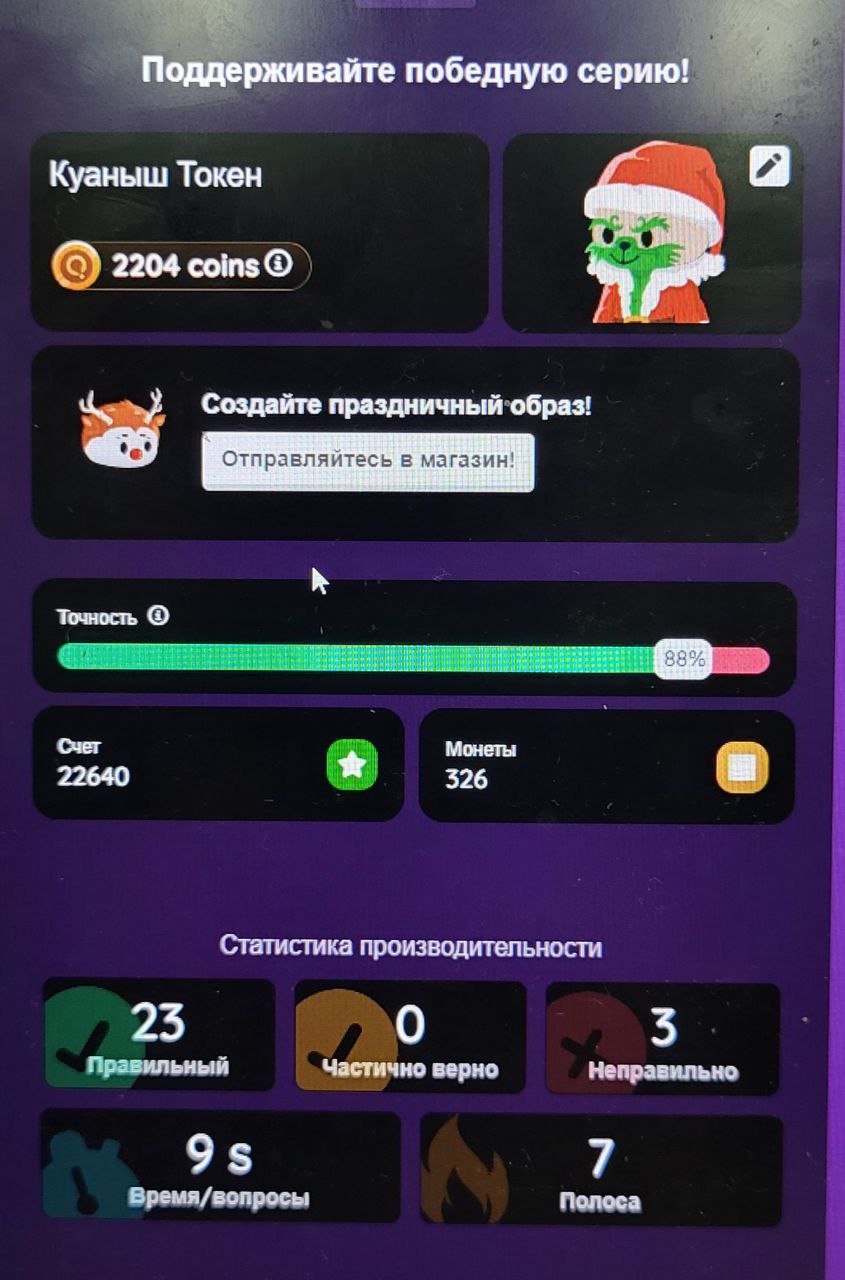 Поддерживайте победную серию!
Куаныш Токен
2204 coins
Создайте праздничный образ!
Отправляйтесь в магазин!
Точность
88%
Счет
22640
Монеты
326
Статистика производительности
23
Правильный
0
Частично верно
3
Неправильно
9 s
Время/вопросы
7
Полоса